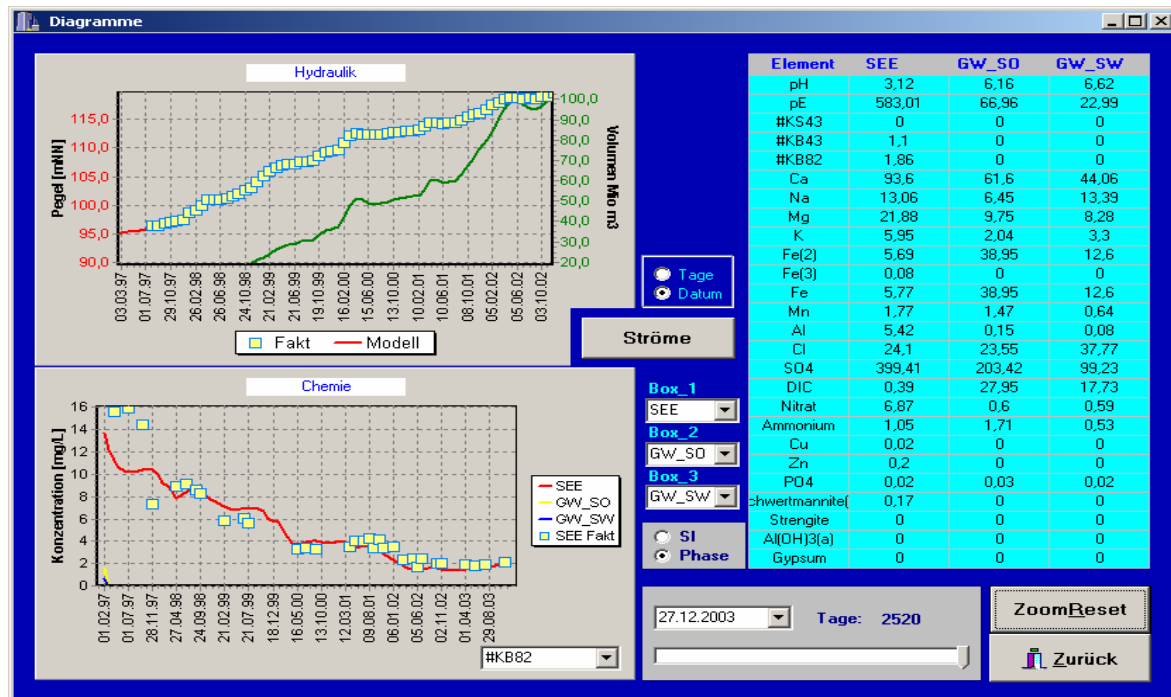 Diagramme
Hydraulik
Pegel [mNN]
115,0
110,0
105,0
100,0
95,0
90,0
100,0
90,0
80,0
70,0
60,0
50,0
40,0
30,0
20,0
Volumen Mio m3
03.03.97 01.07.97 29.10.97 26.02.98 26.06.98 24.10.98 21.02.99 21.06.99 19.10.99 16.02.00 15.06.00 13.10.00 10.02.01 10.06.01 08.10.01 05.02.02 05.06.02 03.10.02
Fakt Modell
Tage
Datum
Ströme
Chemie
Konzentration [mg/L]
16
14
12
10
8
6
4
2
0
01.02.97 01.07.97 28.11.97 27.04.98 24.09.98 21.02.99 21.07.99 18.12.99 16.05.00 13.10.00 12.03.01 09.08.01 06.01.02 05.06.02 02.11.02 01.04.03 29.08.03
SEE
GW_SO
GW_SW
SEE Fakt
#KB82
Box_1
SEE
Box_2
GW_SO
Box_3
GW_SW
SI
Phase
Element SEE GW_SO GW_SW
pH 3,12 6,16 6,62
pE 583,01 66,96 22,99
#KS43 0 0 0
#KB43 1,1 0 0
#KB82 1,86 0 0
Ca 93,6 61,6 44,06
Na 13,06 6,45 13,39
Mg 21,88 9,75 8,28
K 5,95 2,04 3,3
Fe(2) 5,69 38,95 12,6
Fe(3) 0,08 0 0
Fe 5,77 38,95 12,6
Mn 1,77 1,47 0,64
Al 5,42 0,15 0,08
Cl 24,1 23,55 37,77
SO4 399,41 203,42 99,23
DIC 0,39 27,95 17,73
Nitrat 6,87 0,6 0,59
Ammonium 1,05 1,71 0,53
Cu 0,02 0 0
Zn 0,2 0 0
PO4 0,02 0,03 0,02
chwertmannite( 0,17 0 0
Strengite 0 0 0
Al(OH)3(a) 0 0 0
Gypsum 0 0 0
27.12.2003 Tage: 2520
ZoomReset
Zurück